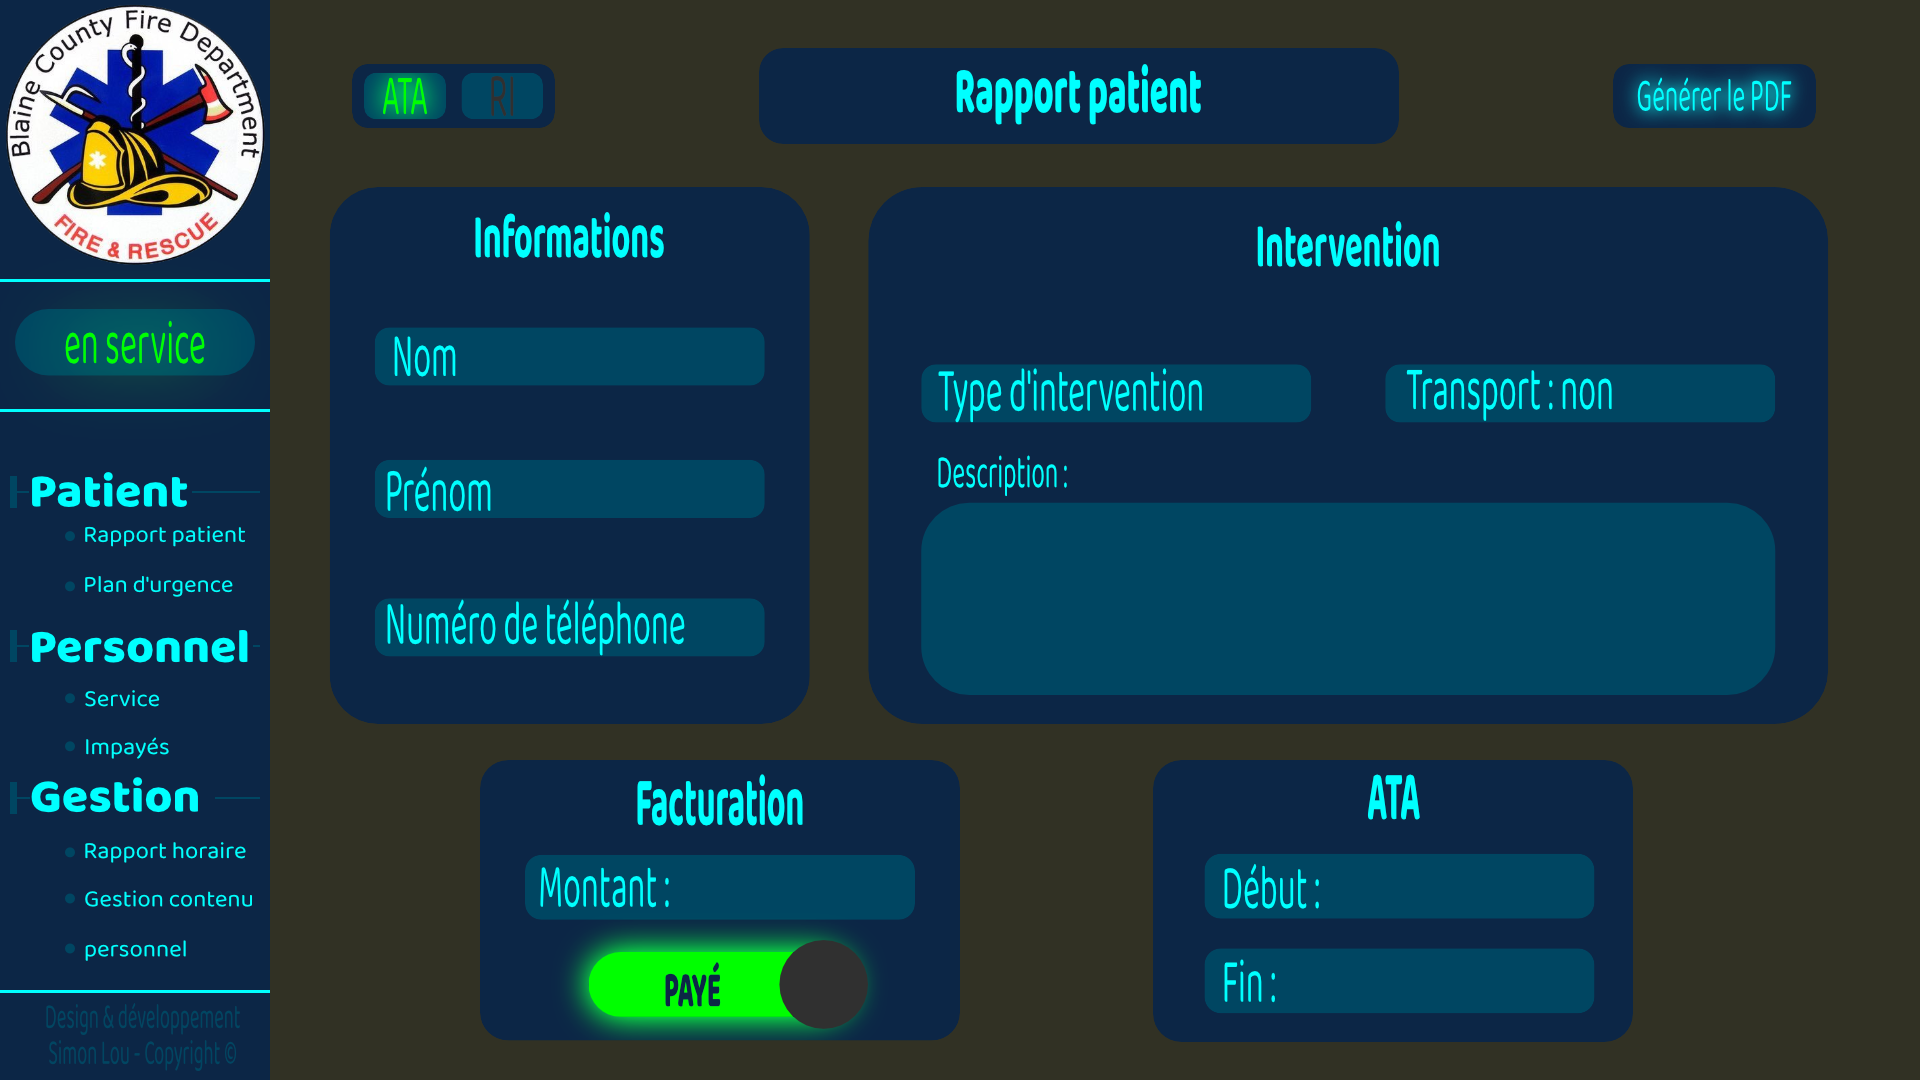 Blaine County Fire Department
FIRE & RESCUE
en service
Patient
Rapport patient
Plan d'urgence
Personnel
Service
Impayés
Gestion
Rapport horaire
Gestion contenu
personnel
Design & développement
Simon Lou - Copyright ©
ATA
RI
Rapport patient
Générer le PDF
Informations
Nom
Prénom
Numéro de téléphone
Intervention
Type d'intervention
Transport : non
Description :
Facturation
Montant :
PAYÉ
ATA
Début :
Fin :